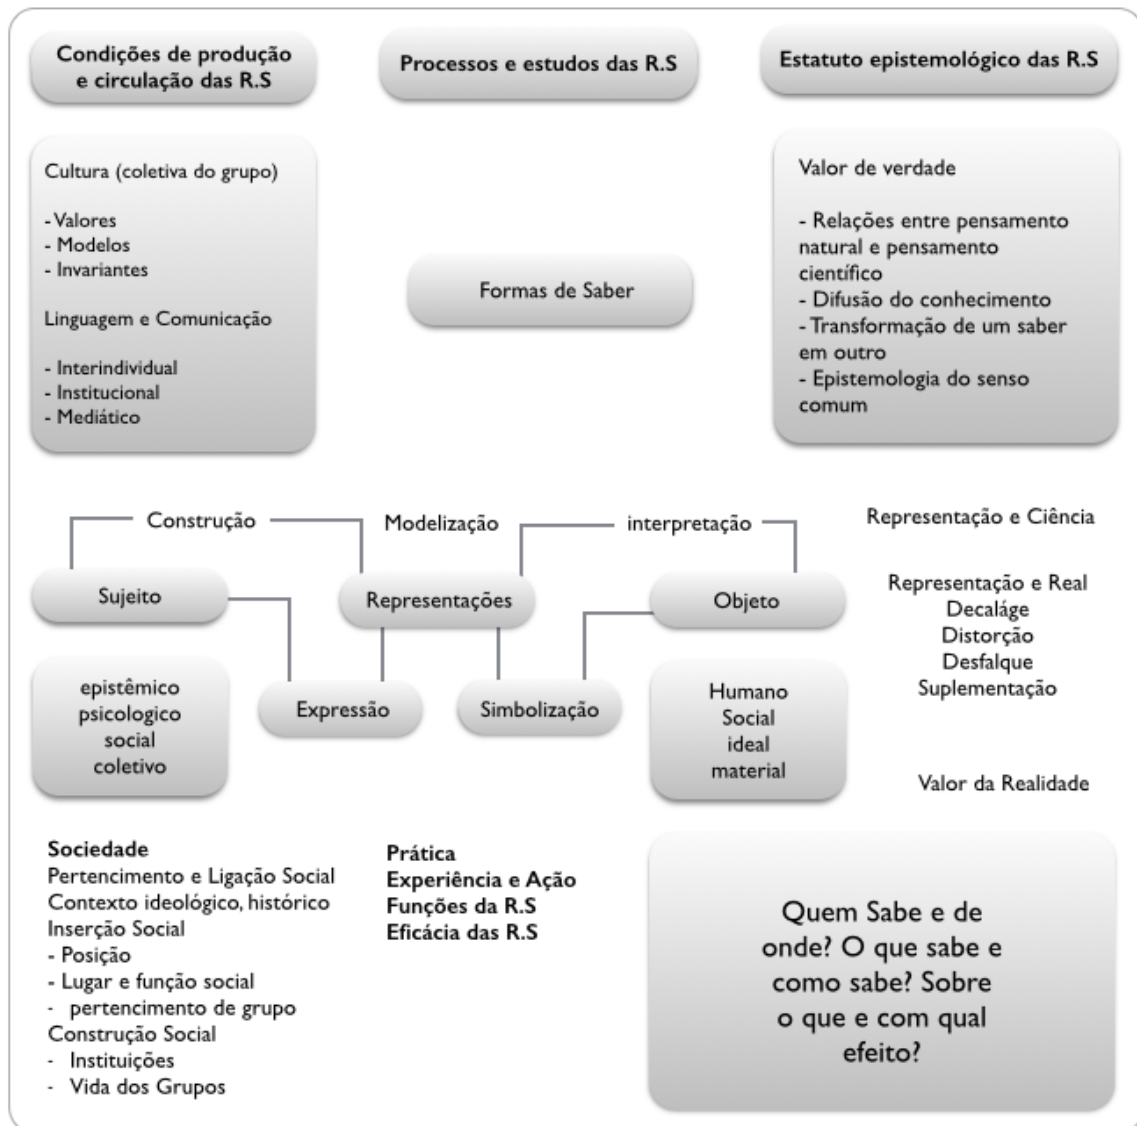 Condições de produção
e circulação das R.S
Processos e estudos das R.S
Estatuto epistemológico das R.S
Cultura (coletiva do grupo)
- Valores
- Modelos
- Invariantes
Linguagem e Comunicação
- Interindividual
- Institucional
- Mediático
Formas de Saber
Valor de verdade
- Relações entre pensamento
natural e pensamento
científico
- Difusão do conhecimento
- Transformação de um saber
em outro
- Epistemologia do senso
comum
Construção
Modelização
interpretação
Sujeito
Representações
Objeto
Expressão
Simbolização
epistêmico
psicologico
social
coletivo
Humano
Social
ideal
material
Representação e Ciência
Representação e Real
Decaláge
Distorção
Desfalque
Suplementação
Valor da Realidade
Sociedade
Pertencimento e Ligação Social
Contexto ideológico, histórico
Inserção Social
- Posição
- Lugar e função social
- pertencimento de grupo
Construção Social
- Instituições
- Vida dos Grupos
Prática
Experiência e Ação
Funções da R.S
Eficácia das R.S
Quem Sabe e de
onde? O que sabe e
como sabe? Sobre
o que e com qual
efeito?